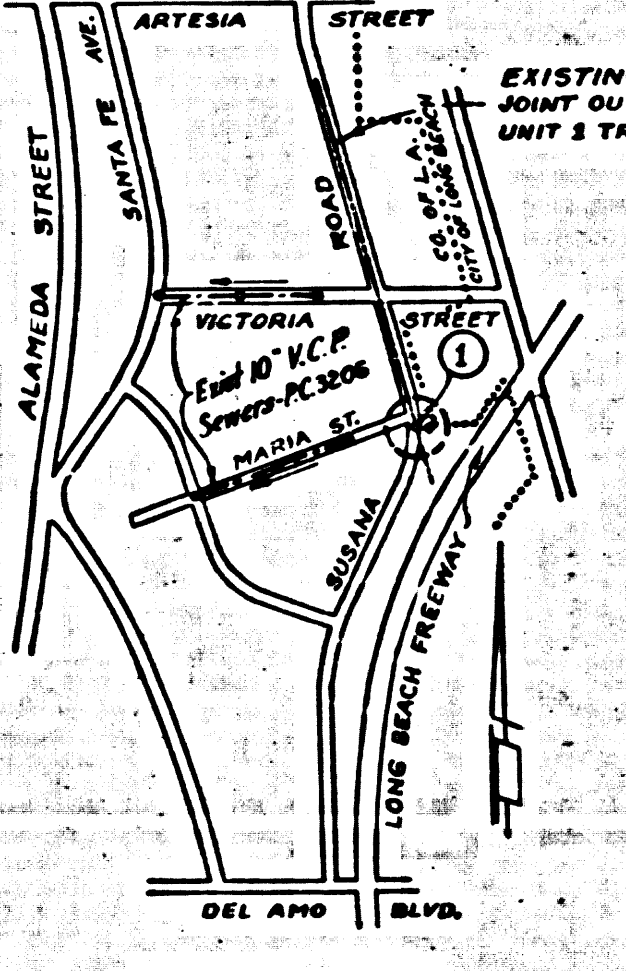 ARTESIA STREET
SANTA FE AVE.
ALAMEDA STREET
EXISTIN
JOINT OU
UNIT 1 TR
CO. OF L.A.
CITY OF LONG BEACH
ROAD
VICTORIA STREET
1
Exist 10" V.C.P.
Sewers-P.C. 3206
MARIA ST.
SUSANA
LONG BEACH FREEWAY
DEL AMO BLVD.